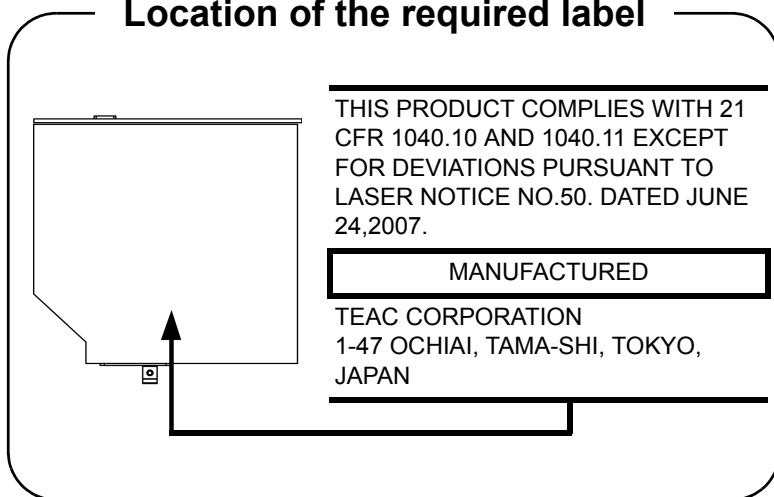 Location of the required label
THIS PRODUCT COMPLIES WITH 21
CFR 1040.10 AND 1040.11 EXCEPT
FOR DEVIATIONS PURSUANT TO
LASER NOTICE NO.50. DATED JUNE
24,2007.
MANUFACTURED
TEAC CORPORATION
1-47 OCHIAI, TAMA-SHI, TOKYO,
JAPAN